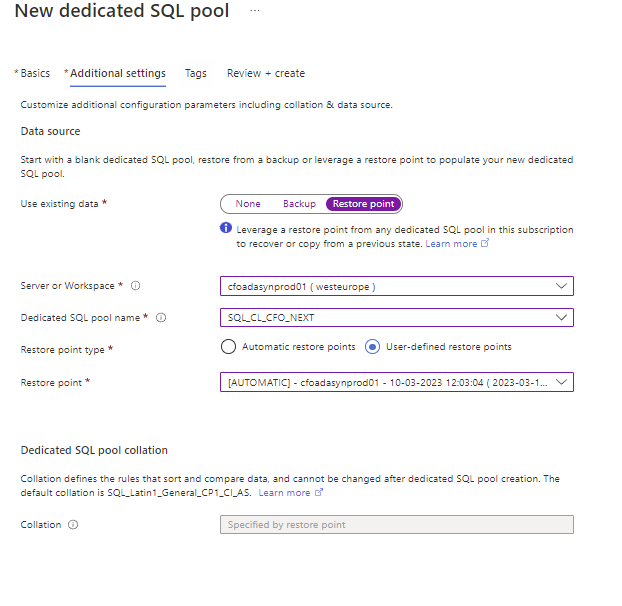 New dedicated SQL pool ...
* Basics * Additional settings Tags Review + create
Customize additional configuration parameters including collation & data source.
Data source
Start with a blank dedicated SQL pool, restore from a backup or leverage a restore point to populate your new dedicated
SQL pool.
Use existing data * None Backup Restore point
Leverage a restore point from any dedicated SQL pool in this subscription
to recover or copy from a previous state. Learn more
Server or Workspace * cfoadasynprod01 ( westeurope )
Dedicated SQL pool name * SQL_CL_CFO_NEXT
Restore point type * Automatic restore points User-defined restore points
Restore point * [AUTOMATIC] - cfoadasynprod01 - 10-03-2023 12:03:04 ( 2023-03-1...
Dedicated SQL pool collation
Collation defines the rules that sort and compare data, and cannot be changed after dedicated SQL pool creation. The
default collation is SQL_Latin1_General_CP1_CI_AS. Learn more
Collation Specified by restore point